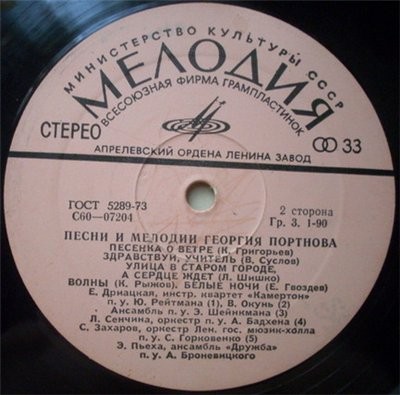 МИНИСТЕРСТВО КУЛЬТУРЫ СССР
МЕЛОДИЯ
ВСЕСОЮЗНАЯ ФИРМА ГРАМПЛАСТИНОК
СТЕРЕО
33
АПРЕЛЕВСКИЙ ОРДЕНА ЛЕНИНА ЗАВОД
ГОСТ 5289-73
С60—07204
2 сторона
Гр. 3. 1-90
ПЕСНИ И МЕЛОДИИ ГЕОРГИЯ ПОРТНОВА
ПЕСЕНКА О ВЕТРЕ (К. Григорьев)
ЗДРАВСТВУЙ, УЧИТЕЛЬ (В. Суслов)
УЛИЦА В СТАРОМ ГОРОДЕ,
А СЕРДЦЕ ЖДЕТ (Л. Шишко)
ВОЛНЫ (К. Рыжов). БЕЛЫЕ НОЧИ (Е. Гвоздев)
Е. Дриацкая, инстр. квартет «Камертон»
п. у. Ю. Рейтмана (1), В. Окунь (2)
Ансамбль п. у. Э. Шейнкмана (3)
Л. Сенчина, оркестр п. у. А. Бадхена (4)
С. Захаров, оркестр Лен. гос. мюзик-холла
п. у. С. Горковенко (5)
Э. Пьеха, ансамбль «Дружба»
п. у. А. Броневицкого